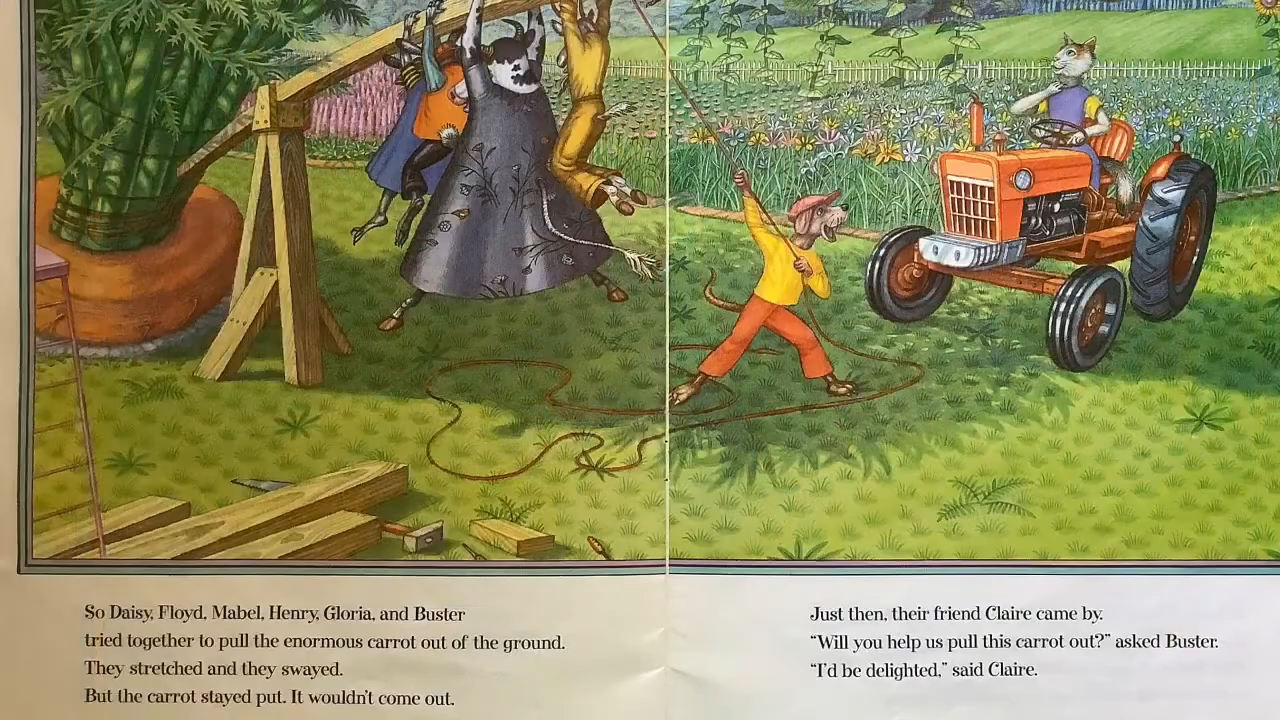 So Daisy, Floyd, Mabel, Henry, Gloria, and Buster
tried together to pull the enormous carrot out of the ground.
They stretched and they swayed.
But the carrot stayed put. It wouldn't come out.
Just then, their friend Claire came by.
“Will you help us pull this carrot out?” asked Buster.
“I'd be delighted,” said Claire.